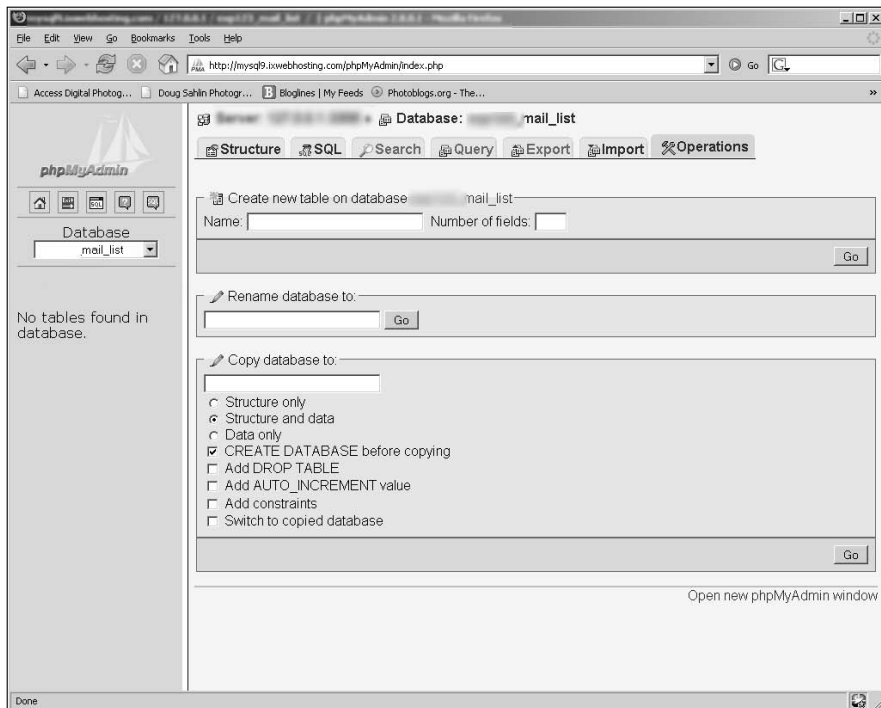 File Edit View Go Bookmarks Tools Help
PMA http://mysql9.ixwebhosting.com/phpMyAdmin/index.php Go G
Access Digital Photog... Doug Sahlin Photogr... B Bloglines | My Feeds Photoblogs.org - The... »
phpMyAdmin
SQL
Database
mail_list
No tables found in
database.
Database: mail_list
Structure SQL Search Query Export Import Operations
Create new table on database mail_list
Name: Number of fields:
Go
Rename database to:
Go
Copy database to:
Structure only
Structure and data
Data only
CREATE DATABASE before copying
Add DROP TABLE
Add AUTO_INCREMENT value
Add constraints
Switch to copied database
Go
Open new phpMyAdmin window
Done